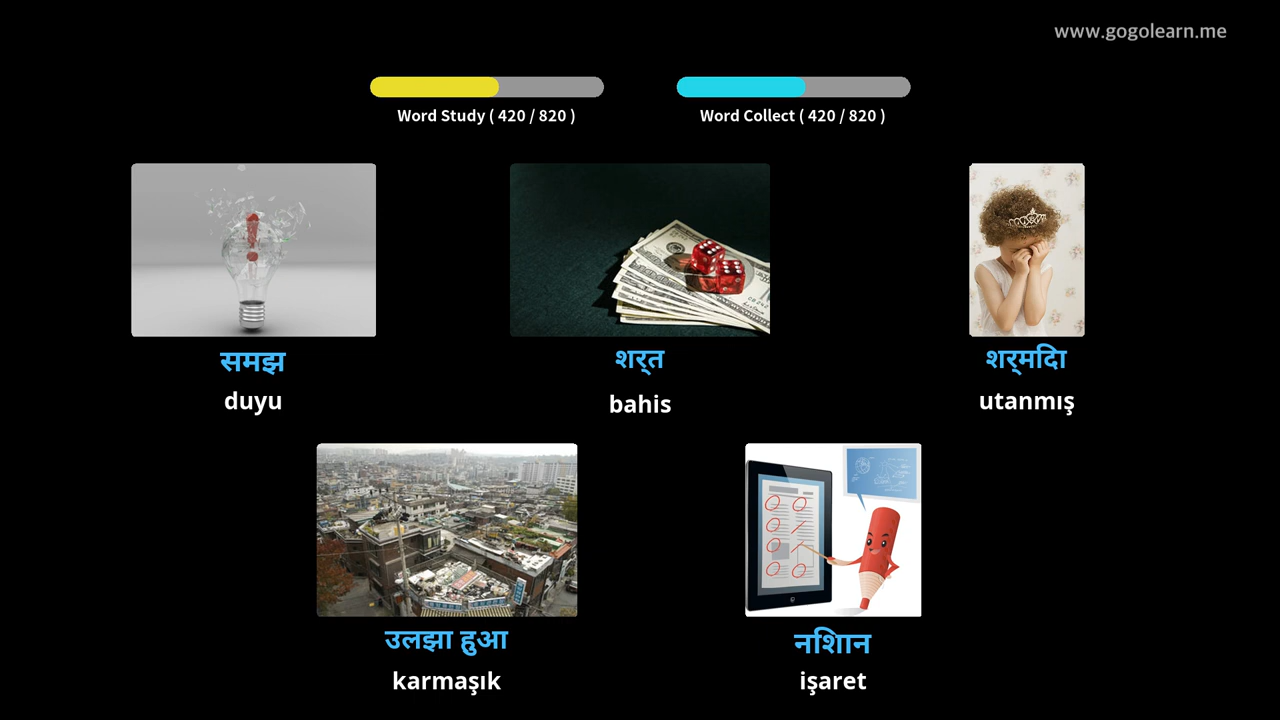 www.gogolearn.me
Word Study ( 420 / 820 )
Word Collect ( 420 / 820 )
समझ
duyu
शर्त
bahis
शर्मिंदा
utanmış
उलझा हुआ
karmaşık
निशान
işaret